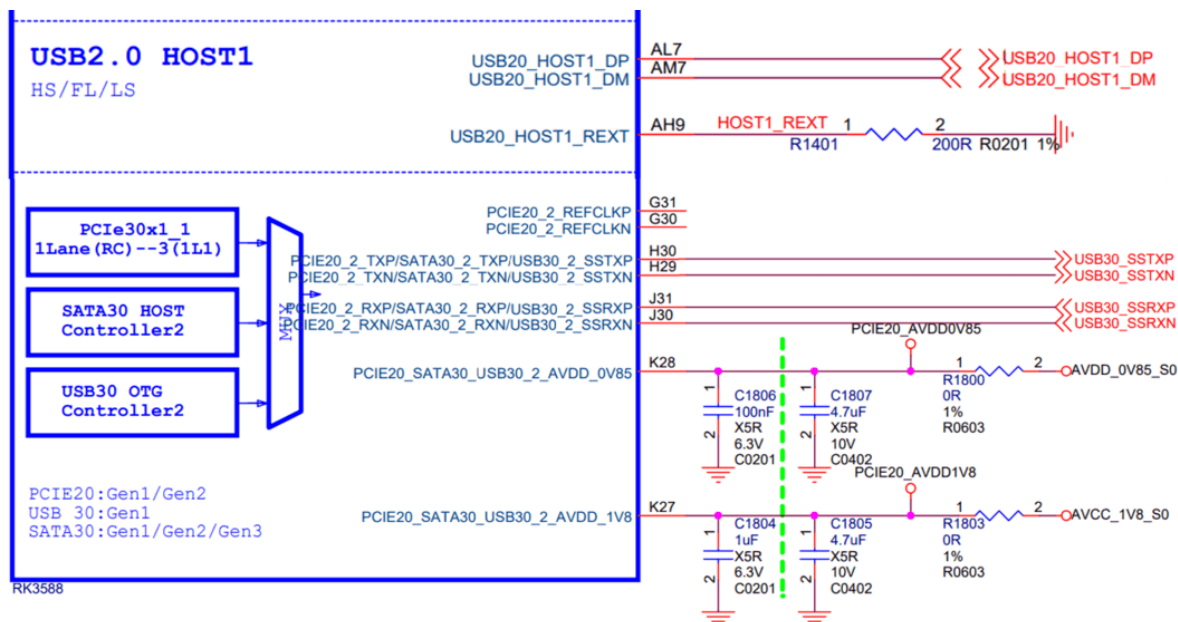 USB2.0 HOST1
HS/FL/LS
USB20_HOST1_DP AL7 USB20_HOST1_DP
USB20_HOST1_DM AM7 USB20_HOST1_DM
USB20_HOST1_REXT AH9 HOST1_REXT 1 2
R1401 200R R0201 1%
PCIe30x1_1
1Lane(RC)--3(1L1)
SATA30 HOST
Controller2
USB30 OTG
Controller2
MUX
PCIE20_2_REFCLKP G31
PCIE20_2_REFCLKN G30
PCIE20_2_TXP/SATA30_2_TXP/USB30_2_SSTXP H30 USB30_SSTXP
PCIE20_2_TXN/SATA30_2_TXN/USB30_2_SSTXN H29 USB30_SSTXN
PCIE20_2_RXP/SATA30_2_RXP/USB30_2_SSRXP J31 USB30_SSRXP
PCIE20_2_RXN/SATA30_2_RXN/USB30_2_SSRXN J30 USB30_SSRXN
PCIE20_AVDD0V85
PCIE20_SATA30_USB30_2_AVDD_0V85 K28 1 2 AVDD_0V85_S0
R1800
0R
1%
R0603
1
C1806
100nF
X5R
2
6.3V
C0201
1
C1807
4.7uF
X5R
2
10V
C0402
PCIE20_AVDD1V8
PCIE20_SATA30_USB30_2_AVDD_1V8 K27 1 2 AVCC_1V8_S0
R1803
0R
1%
R0603
1
C1804
1uF
X5R
2
6.3V
C0201
1
C1805
4.7uF
X5R
2
10V
C0402
PCIE20:Gen1/Gen2
USB 30:Gen1
SATA30:Gen1/Gen2/Gen3
RK3588